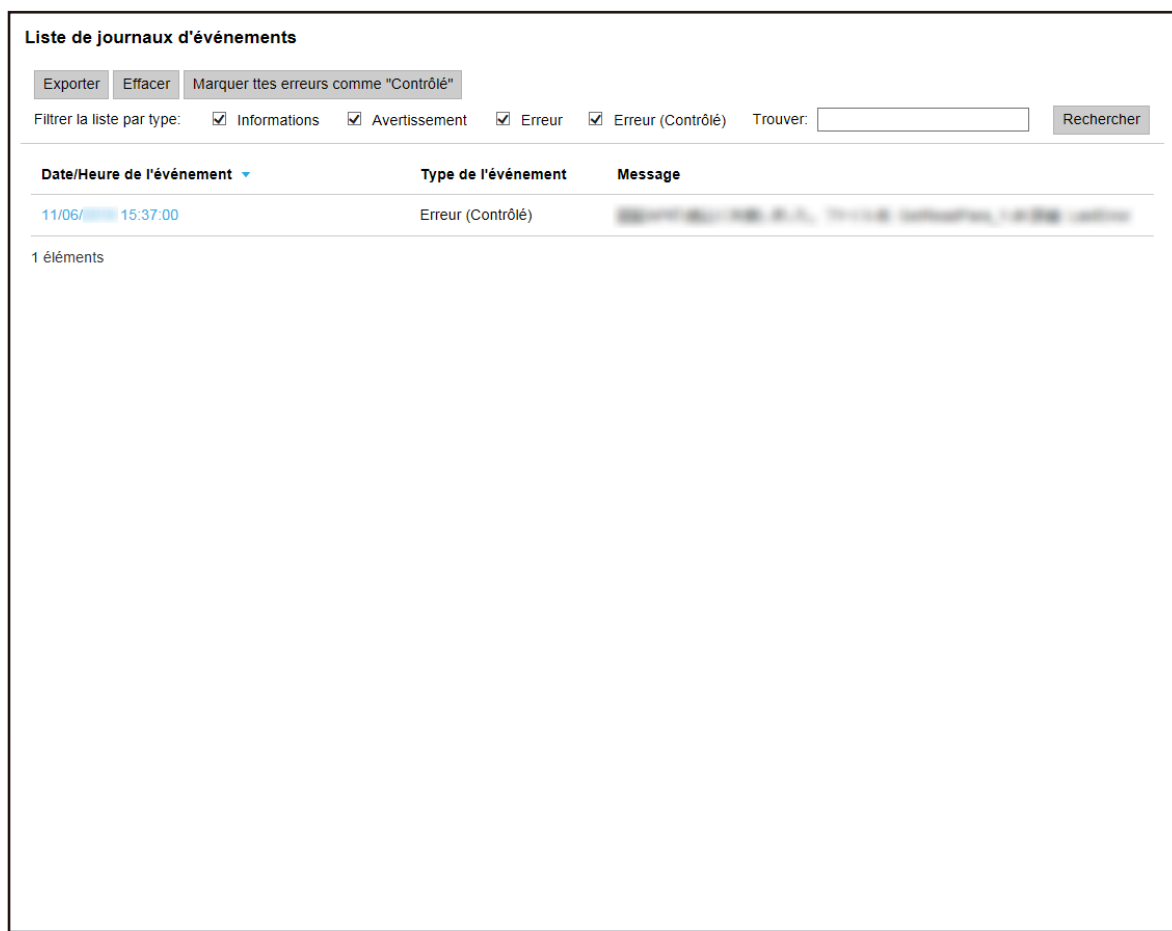 Liste de journaux d'événements
Exporter Effacer Marquer ttes erreurs comme "Contrôlé"
Filtrer la liste par type: Informations Avertissement Erreur Erreur (Contrôlé) Trouver: Rechercher
Date/Heure de l'événement Type de l'événement Message
11/06/ 15:37:00 Erreur (Contrôlé)
1 éléments